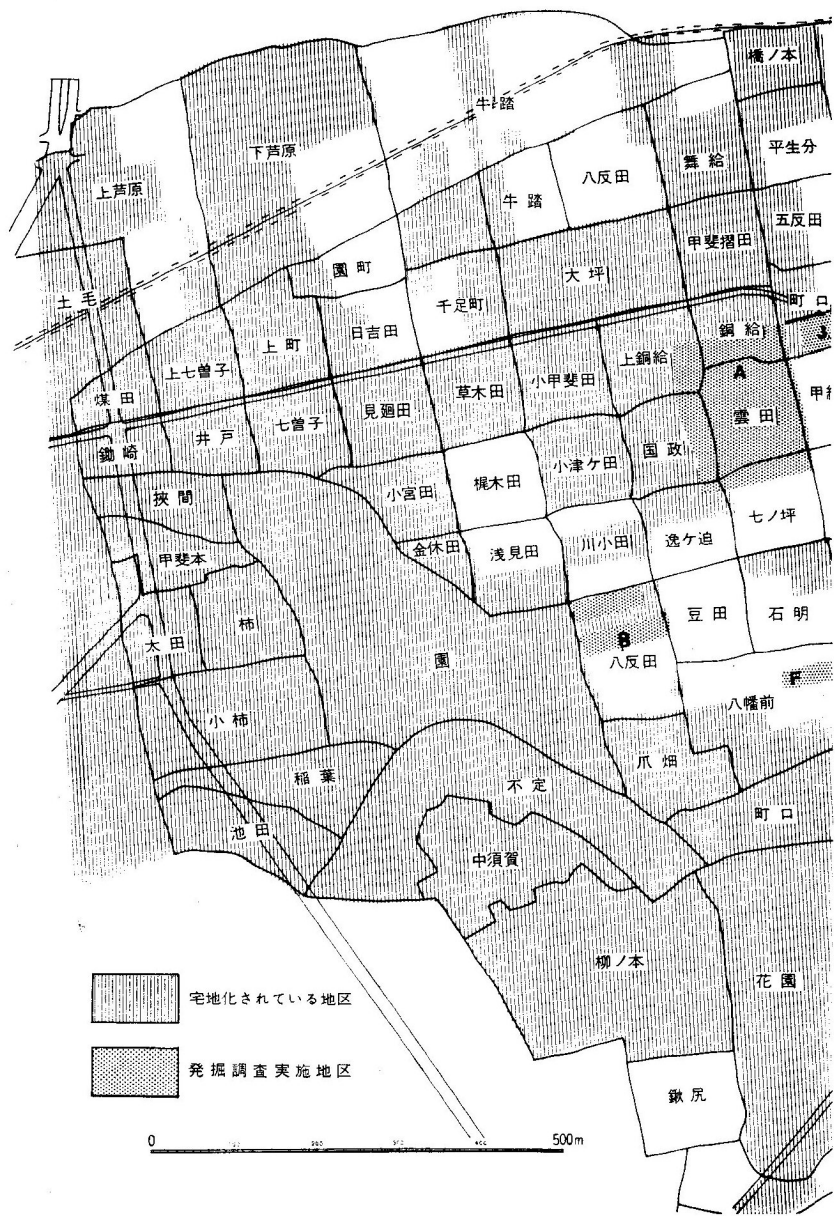 橋ノ本
牛踏
平生分
下芦原
舞給
上芦原
八反田
牛踏
五反田
甲斐摺田
園町
大坪
土毛
千足町
町口
日吉田
銅給
J
上町
上銅給
上七曽子
小甲斐田
A
草木田
甲給
煤田
見廻田
雲田
七曽子
国政
井戸
小津ケ田
鋤崎
梶木田
小宮田
狭間
七ノ坪
逸ケ迫
川小田
金休田
浅見田
甲斐本
豆田
石明
柿
太田
B
園
八反田
F
八幡前
小柿
爪畑
稲葉
不定
町口
池田
中須賀
柳ノ本
花園
宅地化されている地区
発掘調査実施地区
鍬尻
0 100 200 300 400 500m